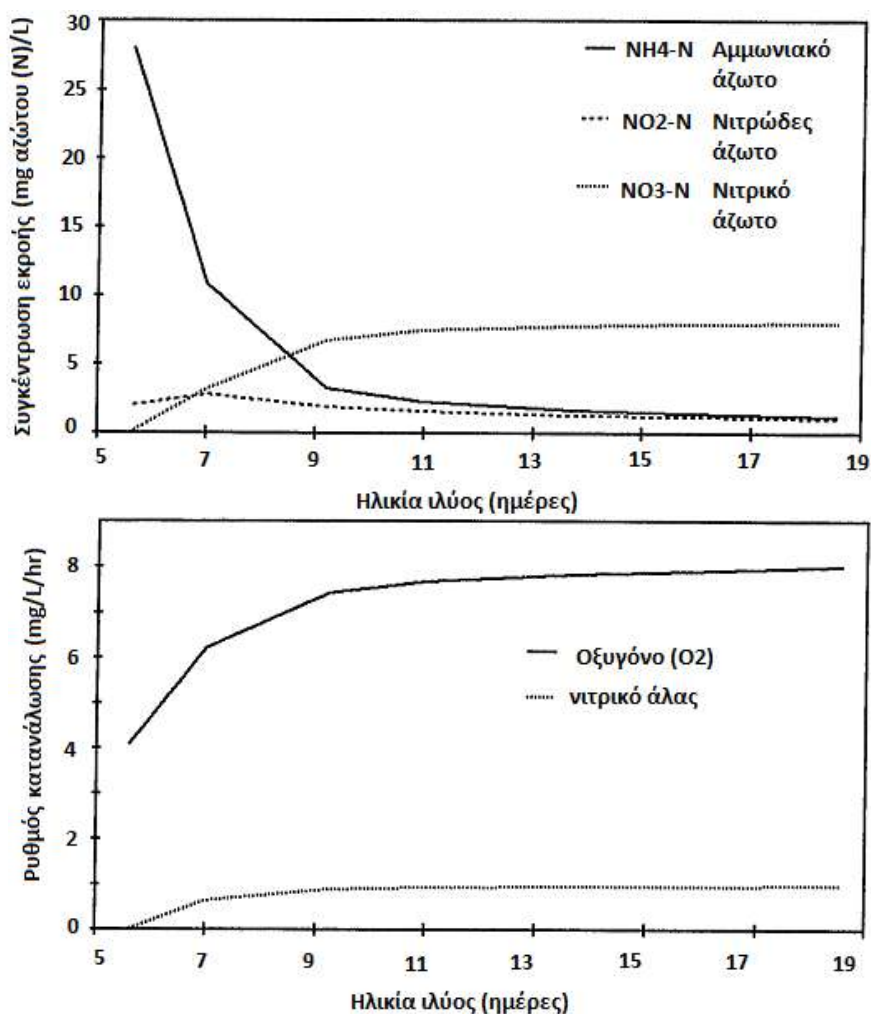 Συγκέντρωση εκροής (mg αζώτου (N)/L)
30
25
20
15
10
5
0
NH4-N Αμμωνιακό
άζωτο
NO2-N Νιτρώδες
άζωτο
NO3-N Νιτρικό
άζωτο
5 7 9 11 13 15 17 19
Ηλικία ιλύος (ημέρες)
Ρυθμός κατανάλωσης (mg/L/hr)
8
6
4
2
0
Οξυγόνο (O2)
νιτρικό άλας
5 7 9 11 13 15 17 19
Ηλικία ιλύος (ημέρες)